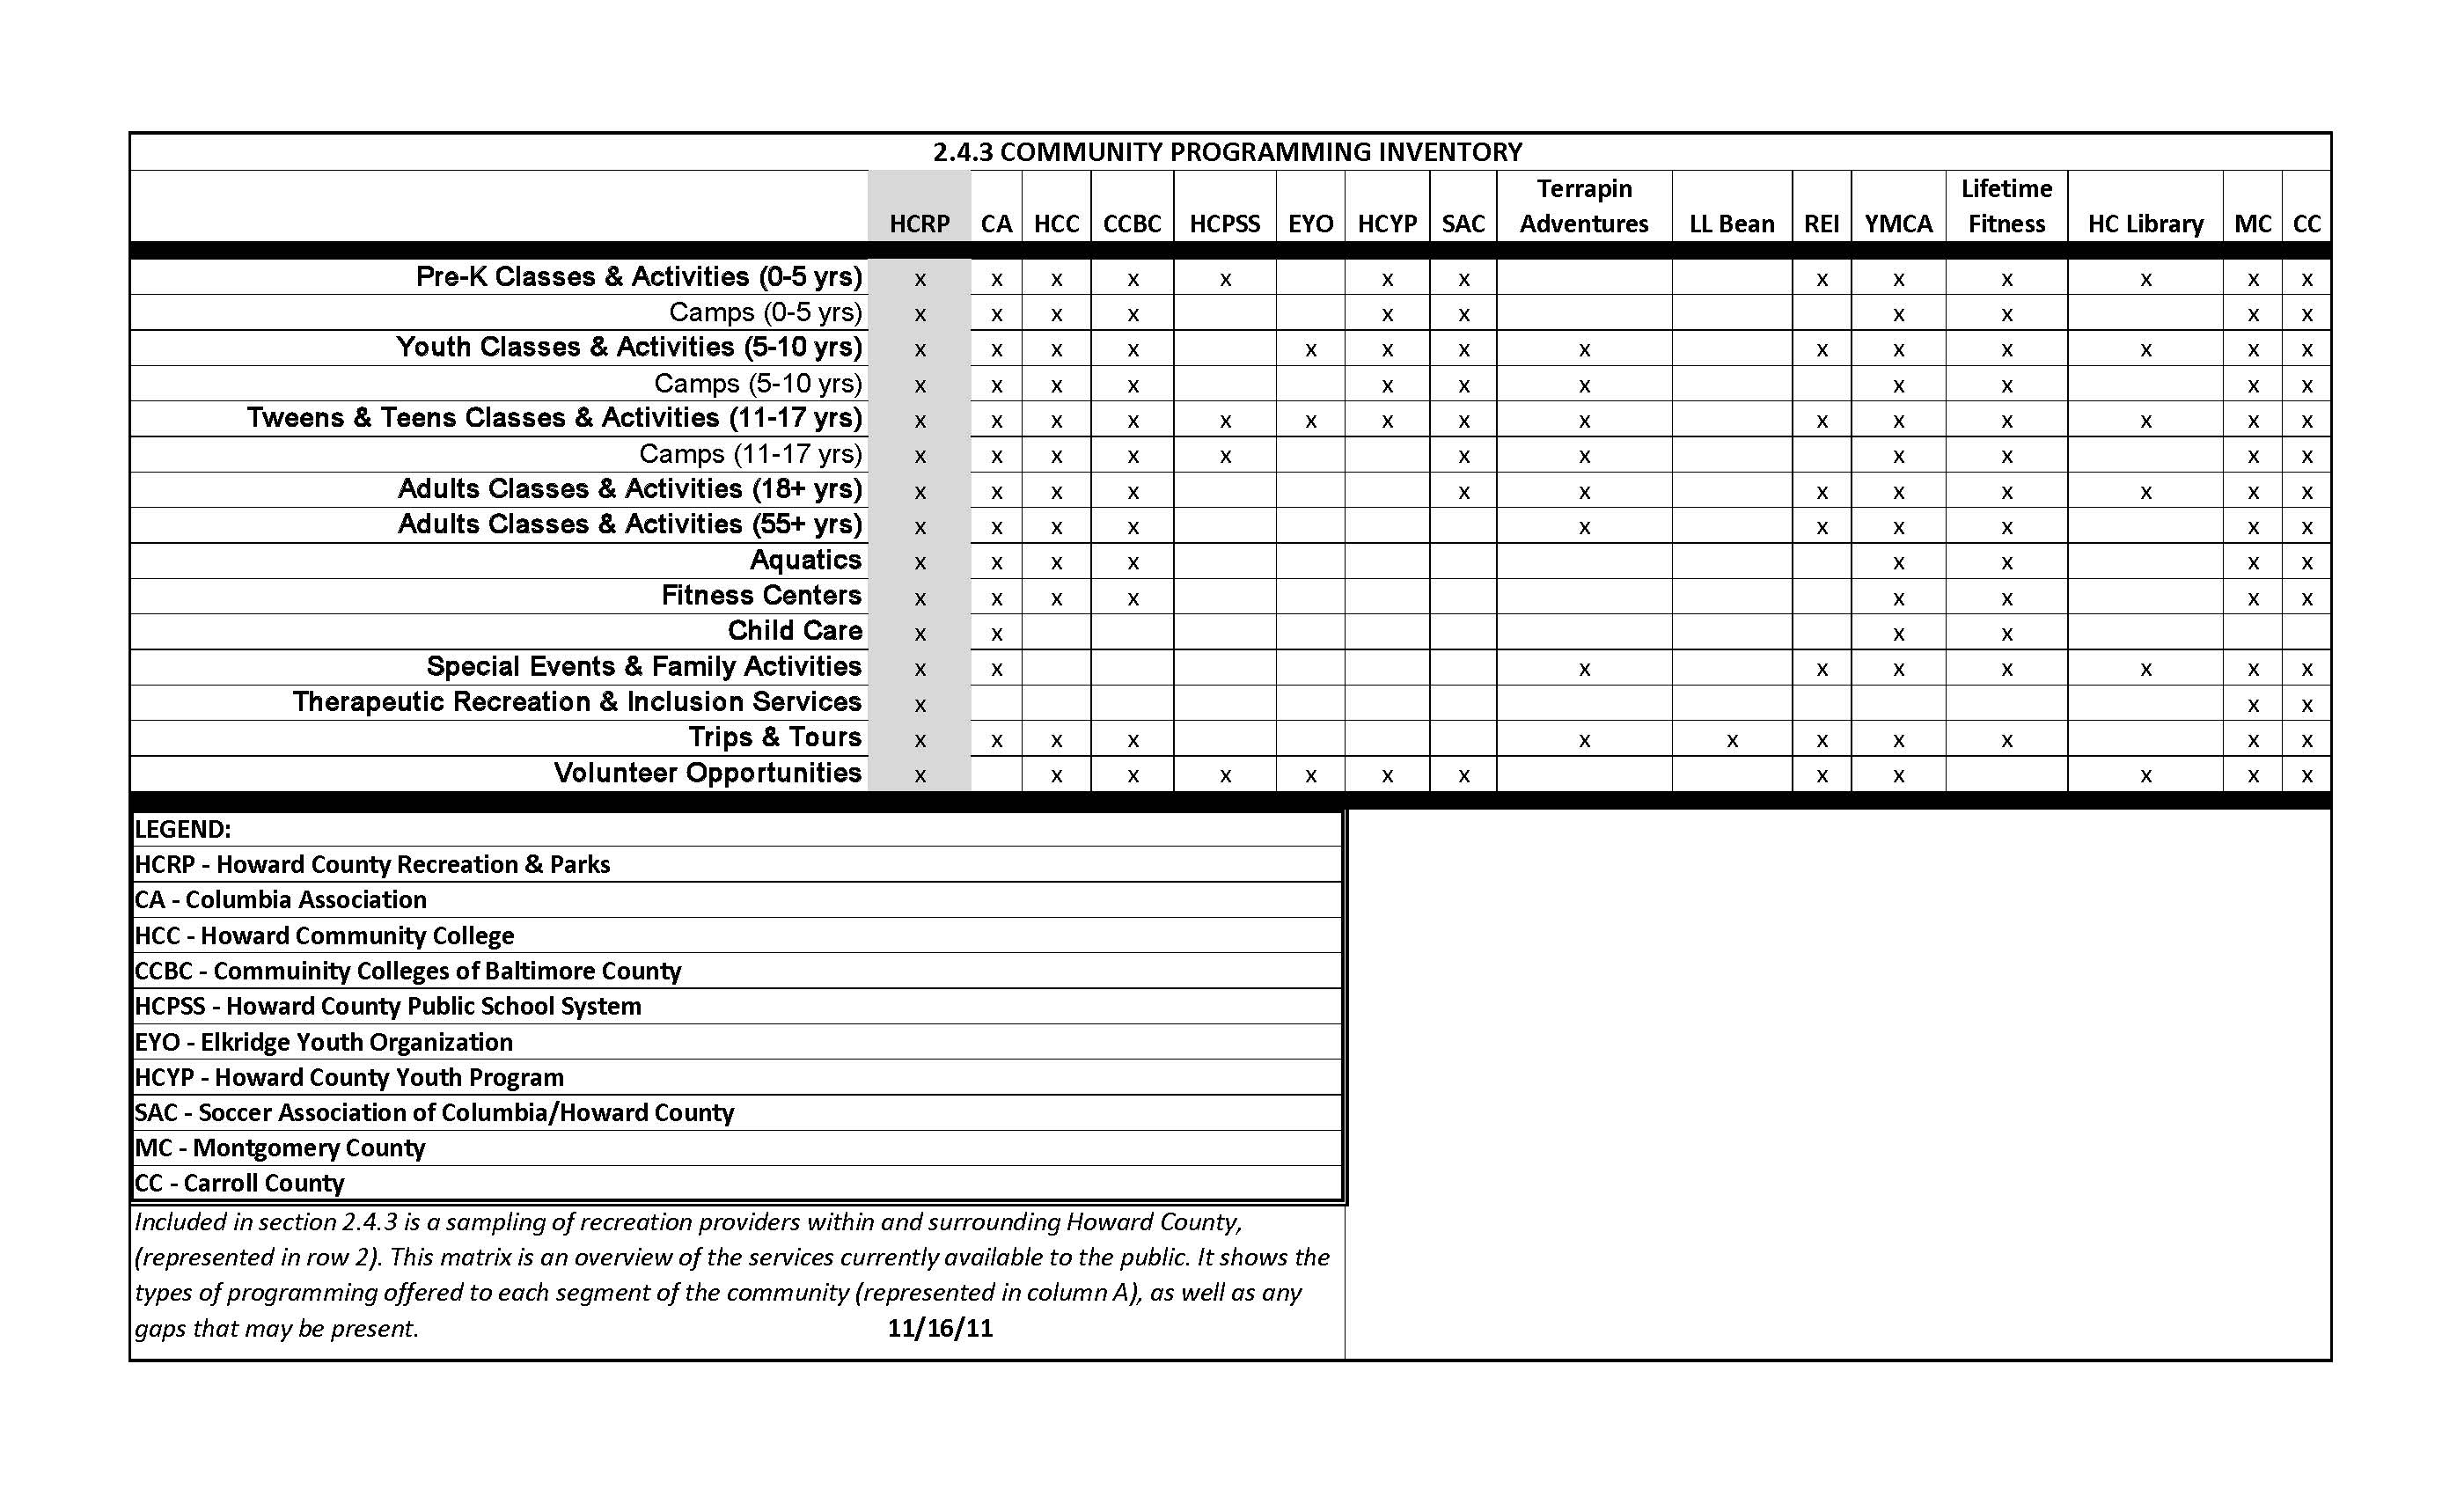 2.4.3 COMMUNITY PROGRAMMING INVENTORY
HCRP CA HCC CCBC HCPSS EYO HCYP SAC Terrapin Adventures LL Bean REI YMCA Lifetime Fitness HC Library MC CC
Pre-K Classes & Activities (0-5 yrs) x x x x x x x x x x x x x
Camps (0-5 yrs) x x x x x x x x x x
Youth Classes & Activities (5-10 yrs) x x x x x x x x x x x x x x
Camps (5-10 yrs) x x x x x x x x x x x
Tweens & Teens Classes & Activities (11-17 yrs) x x x x x x x x x x x x x x x
Camps (11-17 yrs) x x x x x x x x x x x
Adults Classes & Activities (18+ yrs) x x x x x x x x x x x x
Adults Classes & Activities (55+ yrs) x x x x x x x x x x
Aquatics x x x x x x x x
Fitness Centers x x x x x x x x
Child Care x x x x
Special Events & Family Activities x x x x x x x x x
Therapeutic Recreation & Inclusion Services x x x
Trips & Tours x x x x x x x x x x x
Volunteer Opportunities x x x x x x x x x x x x
LEGEND:
HCRP - Howard County Recreation & Parks
CA - Columbia Association
HCC - Howard Community College
CCBC - Commuinity Colleges of Baltimore County
HCPSS - Howard County Public School System
EYO - Elkridge Youth Organization
HCYP - Howard County Youth Program
SAC - Soccer Association of Columbia/Howard County
MC - Montgomery County
CC - Carroll County
Included in section 2.4.3 is a sampling of recreation providers within and surrounding Howard County,
(represented in row 2). This matrix is an overview of the services currently available to the public. It shows the
types of programming offered to each segment of the community (represented in column A), as well as any
gaps that may be present. 11/16/11